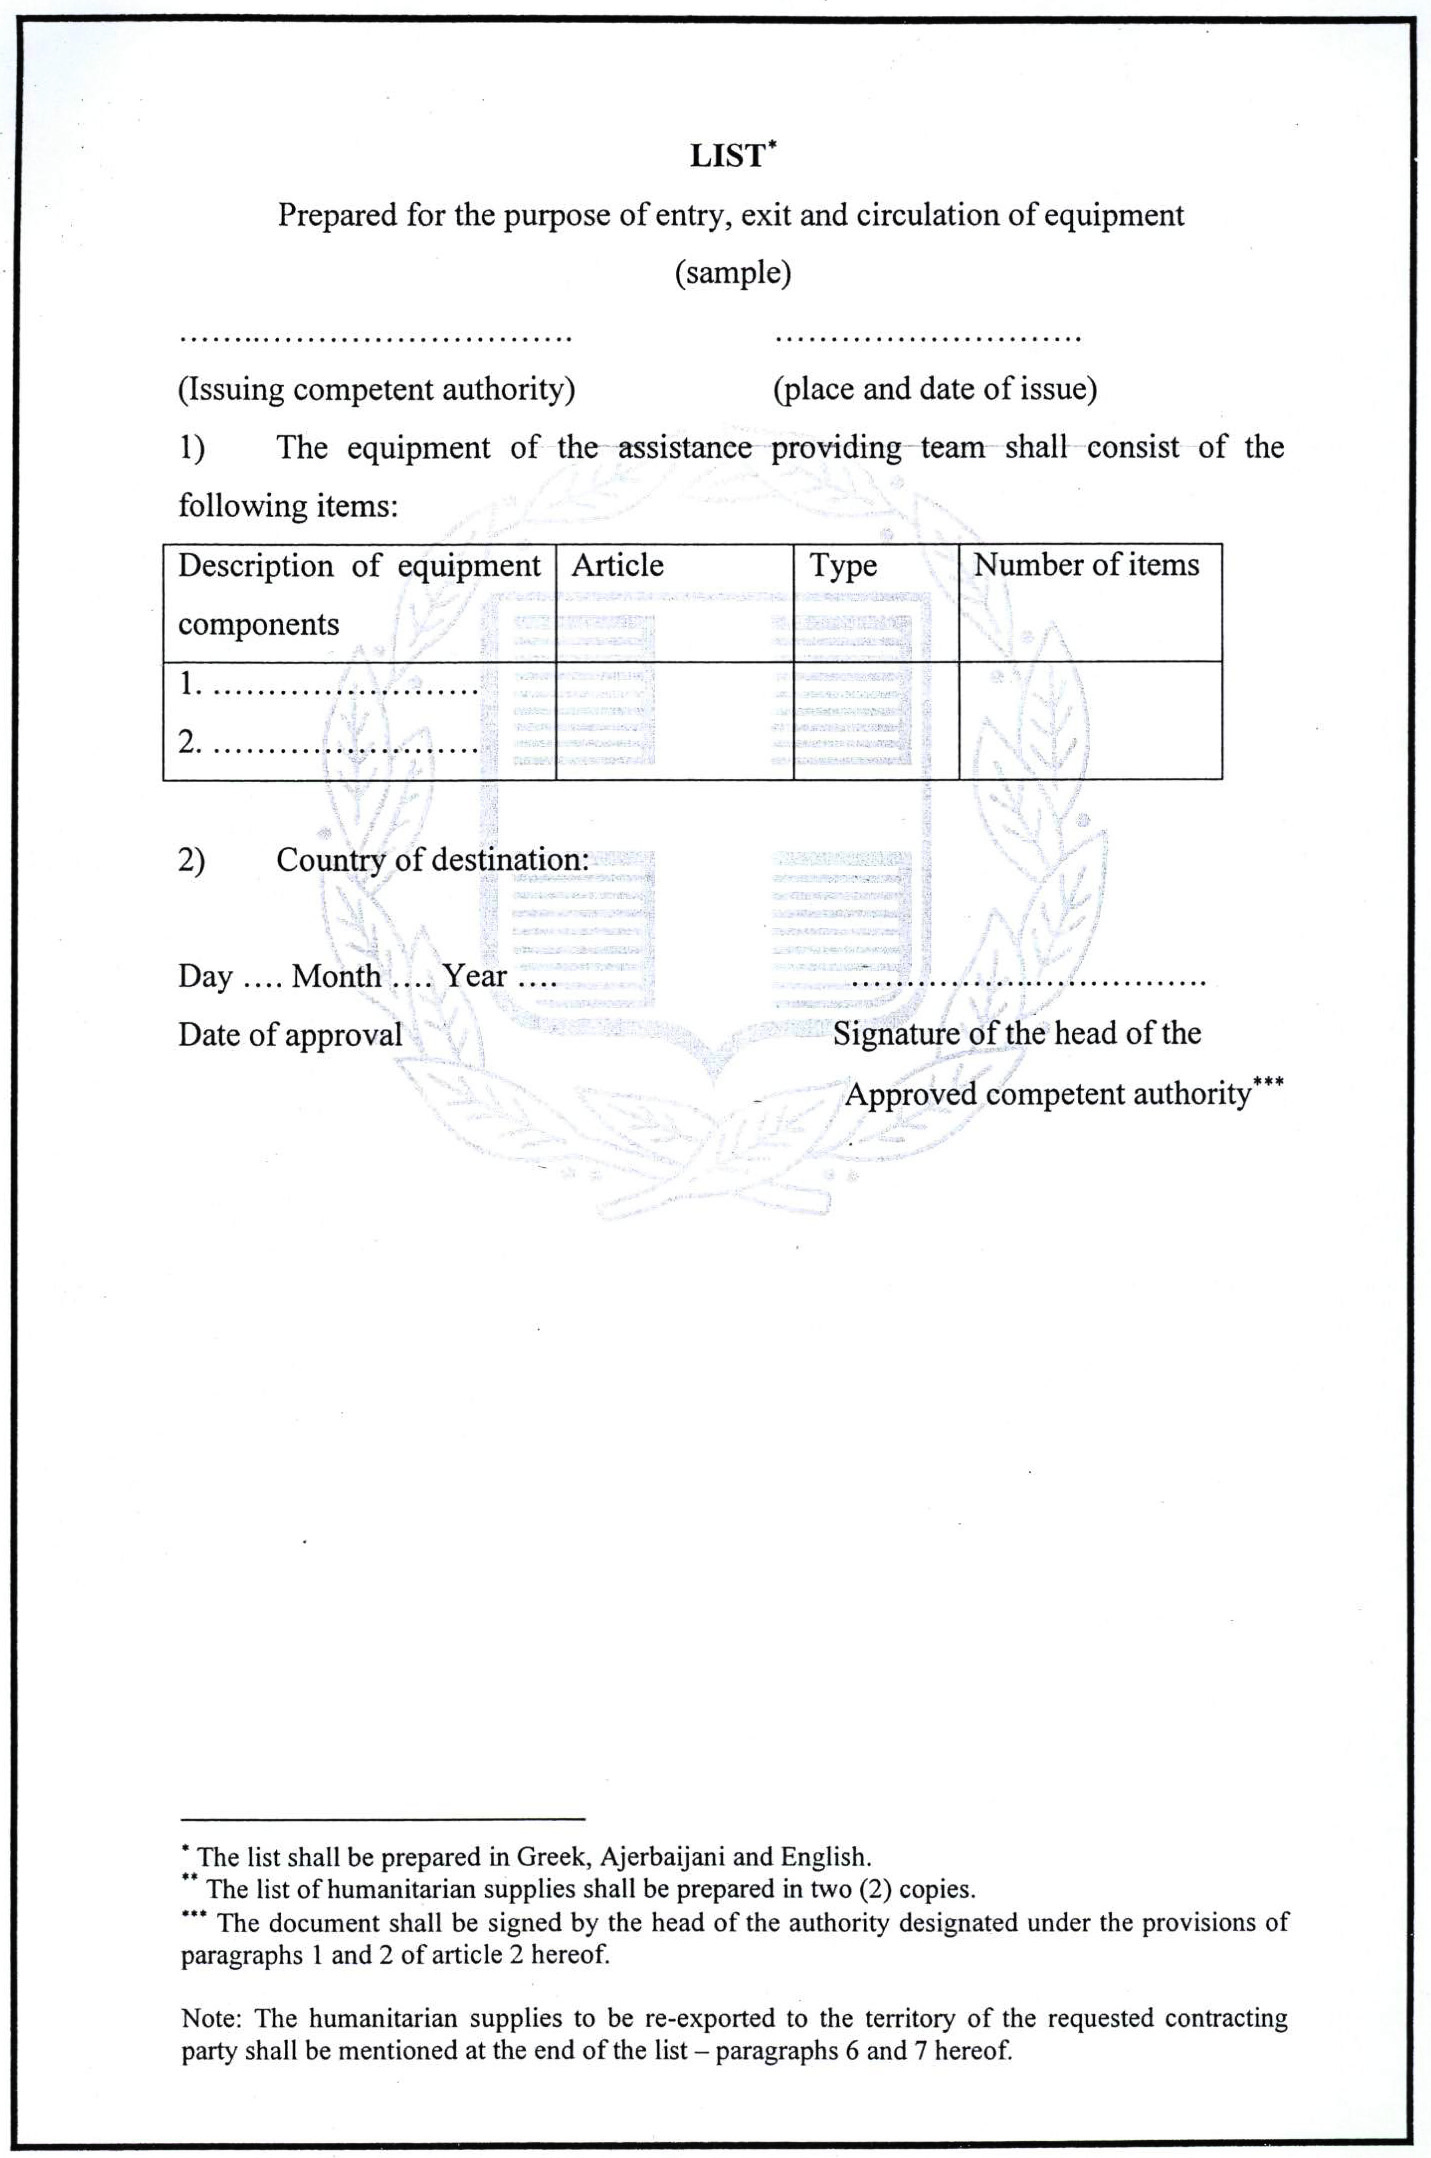 LIST*
Prepared for the purpose of entry, exit and circulation of equipment
(sample)
..................................... .............................
(Issuing competent authority) (place and date of issue)
1) The equipment of the assistance providing team shall consist of the
following items:
Description of equipment Article Type Number of items
components
1. .........................
2. .........................
2) Country of destination:
Day .... Month .... Year .... ..................................
Date of approval Signature of the head of the
Approved competent authority***
* The list shall be prepared in Greek, Ajerbaijani and English.
** The list of humanitarian supplies shall be prepared in two (2) copies.
*** The document shall be signed by the head of the authority designated under the provisions of
paragraphs 1 and 2 of article 2 hereof.
Note: The humanitarian supplies to be re-exported to the territory of the requested contracting
party shall be mentioned at the end of the list – paragraphs 6 and 7 hereof.